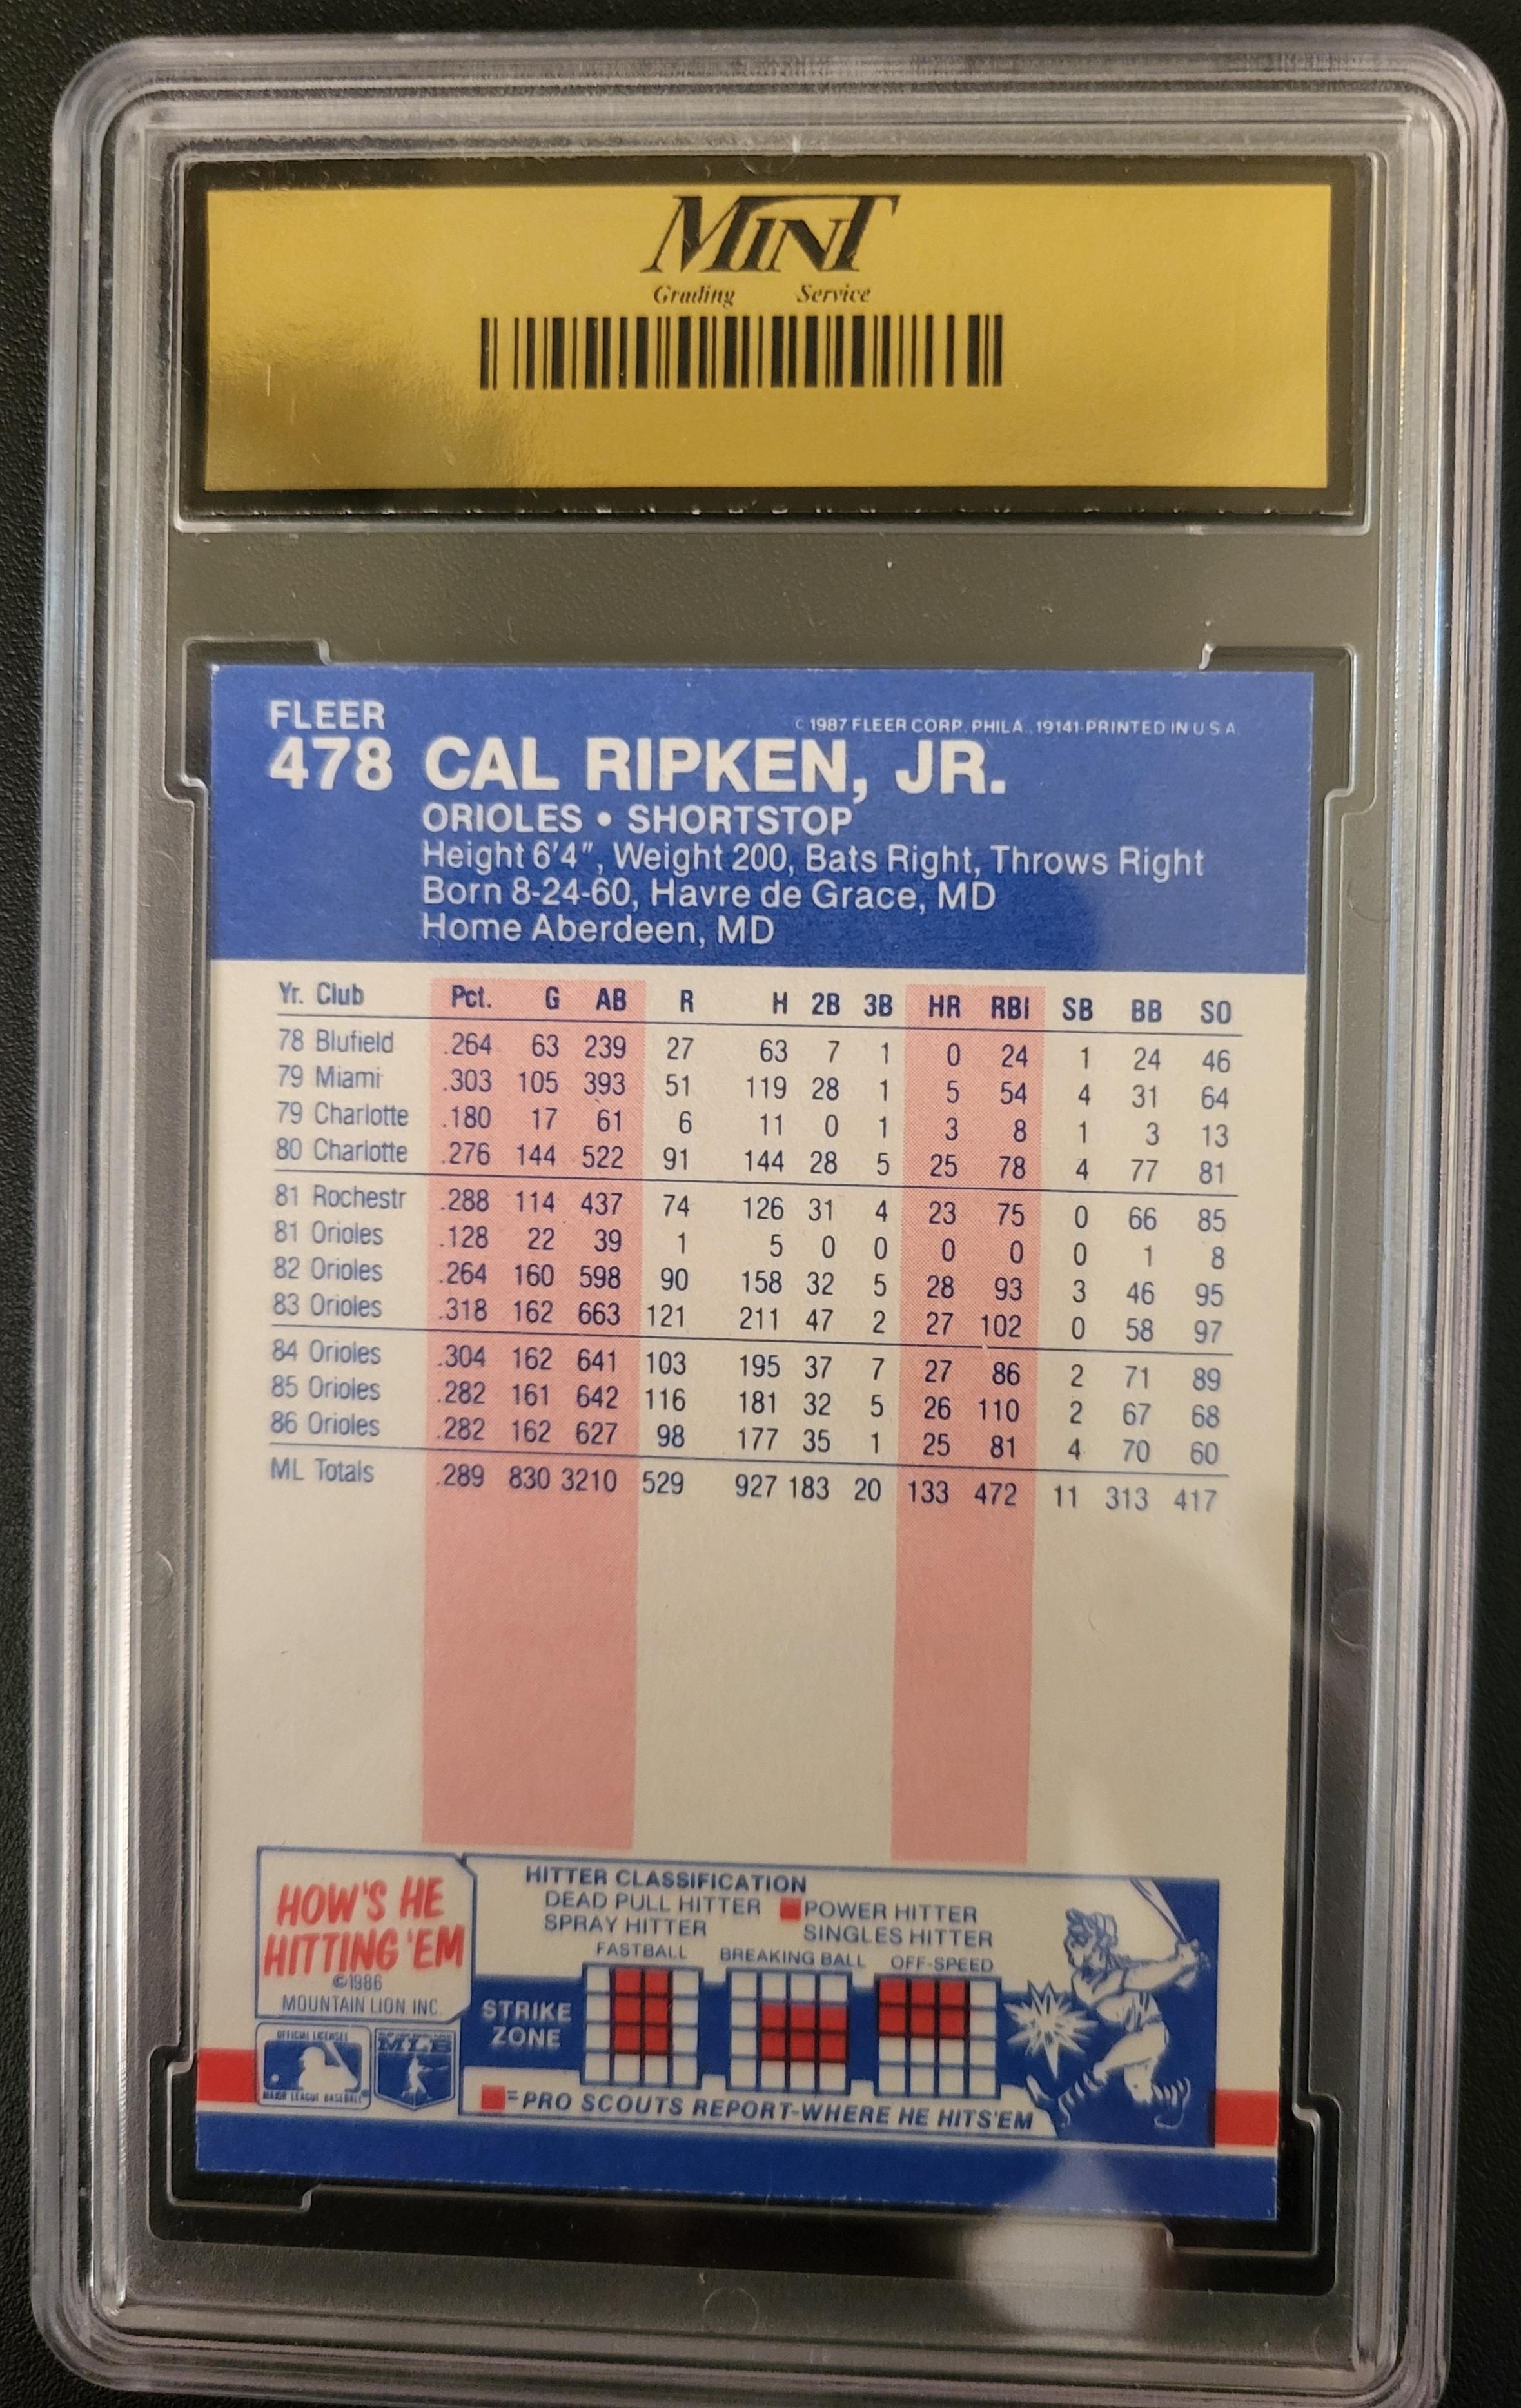 MINT
Grading Service
FLEER
© 1987 FLEER CORP. PHILA., 19141-PRINTED IN U.S.A.
478 CAL RIPKEN, JR.
ORIOLES • SHORTSTOP
Height 6'4", Weight 200, Bats Right, Throws Right
Born 8-24-60, Havre de Grace, MD
Home Aberdeen, MD
Yr. Club Pct. G AB R H 2B 3B HR RBI SB BB SO
78 Blufield .264 63 239 27 63 7 1 0 24 1 24 46
79 Miami .303 105 393 51 119 28 1 5 54 4 31 64
79 Charlotte .180 17 61 6 11 0 1 3 8 1 3 13
80 Charlotte .276 144 522 91 144 28 5 25 78 4 77 81
81 Rochestr .288 114 437 74 126 31 4 23 75 0 66 85
81 Orioles .128 22 39 1 5 0 0 0 0 0 1 8
82 Orioles .264 160 598 90 158 32 5 28 93 3 46 95
83 Orioles .318 162 663 121 211 47 2 27 102 0 58 97
84 Orioles .304 162 641 103 195 37 7 27 86 2 71 89
85 Orioles .282 161 642 116 181 32 5 26 110 2 67 68
86 Orioles .282 162 627 98 177 35 1 25 81 4 70 60
ML Totals .289 830 3210 529 927 183 20 133 472 11 313 417
HOW'S HE
HITTING 'EM
©1986
MOUNTAIN LION, INC.
HITTER CLASSIFICATION
DEAD PULL HITTER POWER HITTER
SPRAY HITTER SINGLES HITTER
FASTBALL BREAKING BALL OFF-SPEED
STRIKE
ZONE
OFFICIAL LICENSEE
MAJOR LEAGUE BASEBALL
MLB
=PRO SCOUTS REPORT-WHERE HE HITS'EM